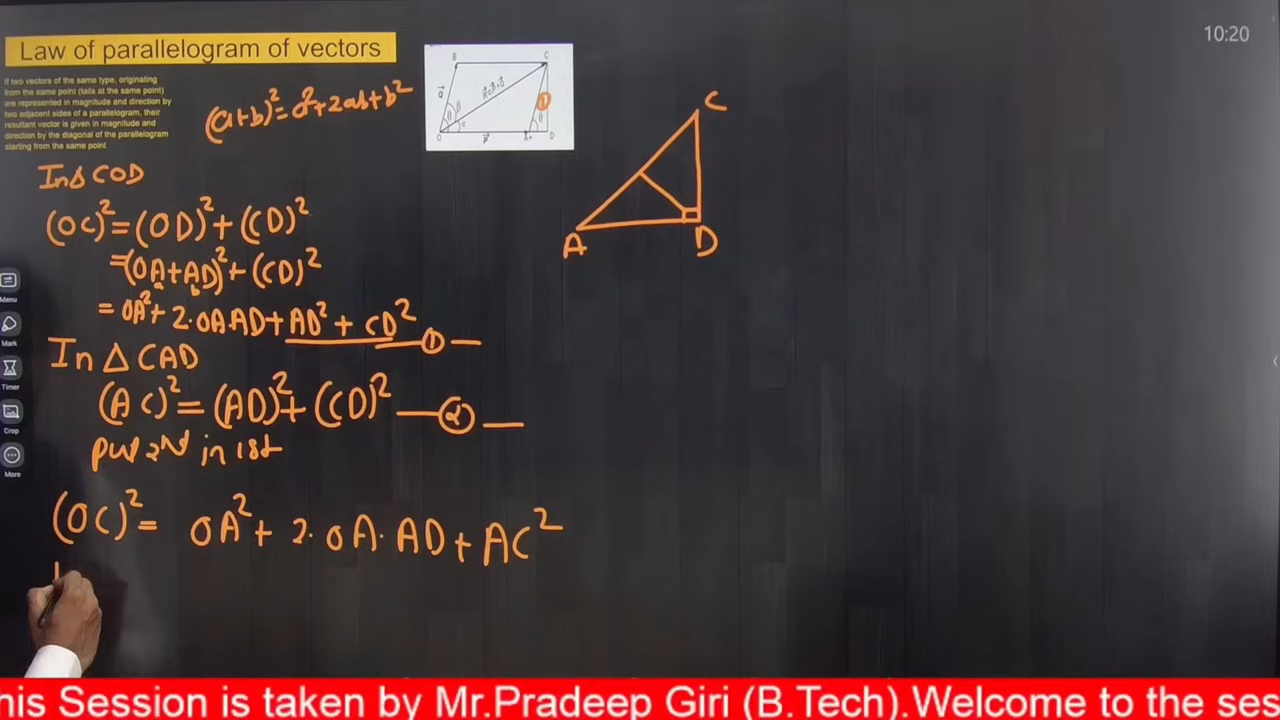 Law of parallelogram of vectors
10:20
If two vectors of the same type, originating
from the same point (tails at the same point)
are represented in magnitude and direction by
two adjacent sides of a parallelogram, their
resultant vector is given in magnitude and
direction by the diagonal of the parallelogram
starting from the same point
(a+b)²=a²+2ab+b²
B C
O A D
θ θ
β
α
C
A D
In Δ COD
(OC)²=(OD)²+(CD)²
=(OA+AD)²+(CD)²
a b
= OA²+2.OA AD+AD²+CD² ①
In Δ CAD
(AC)²=(AD)²+(CD)² ②
Put 2nd in 1st
(OC)²= OA²+2.OA.AD+AC²
Menu
Mark
Timer
Crop
More
his Session is taken by Mr.Pradeep Giri (B.Tech).Welcome to the ses